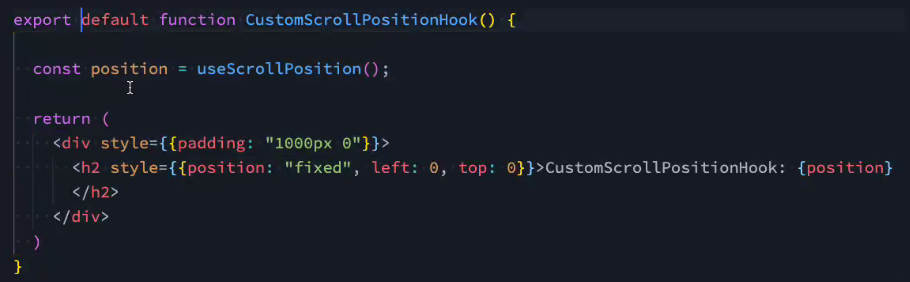 export default function CustomScrollPositionHook() {
const position = useScrollPosition();
return (
<div style={{padding: "1000px 0"}}>
<h2 style={{position: "fixed", left: 0, top: 0}}>CustomScrollPositionHook: {position}
</h2>
</div>
)
}